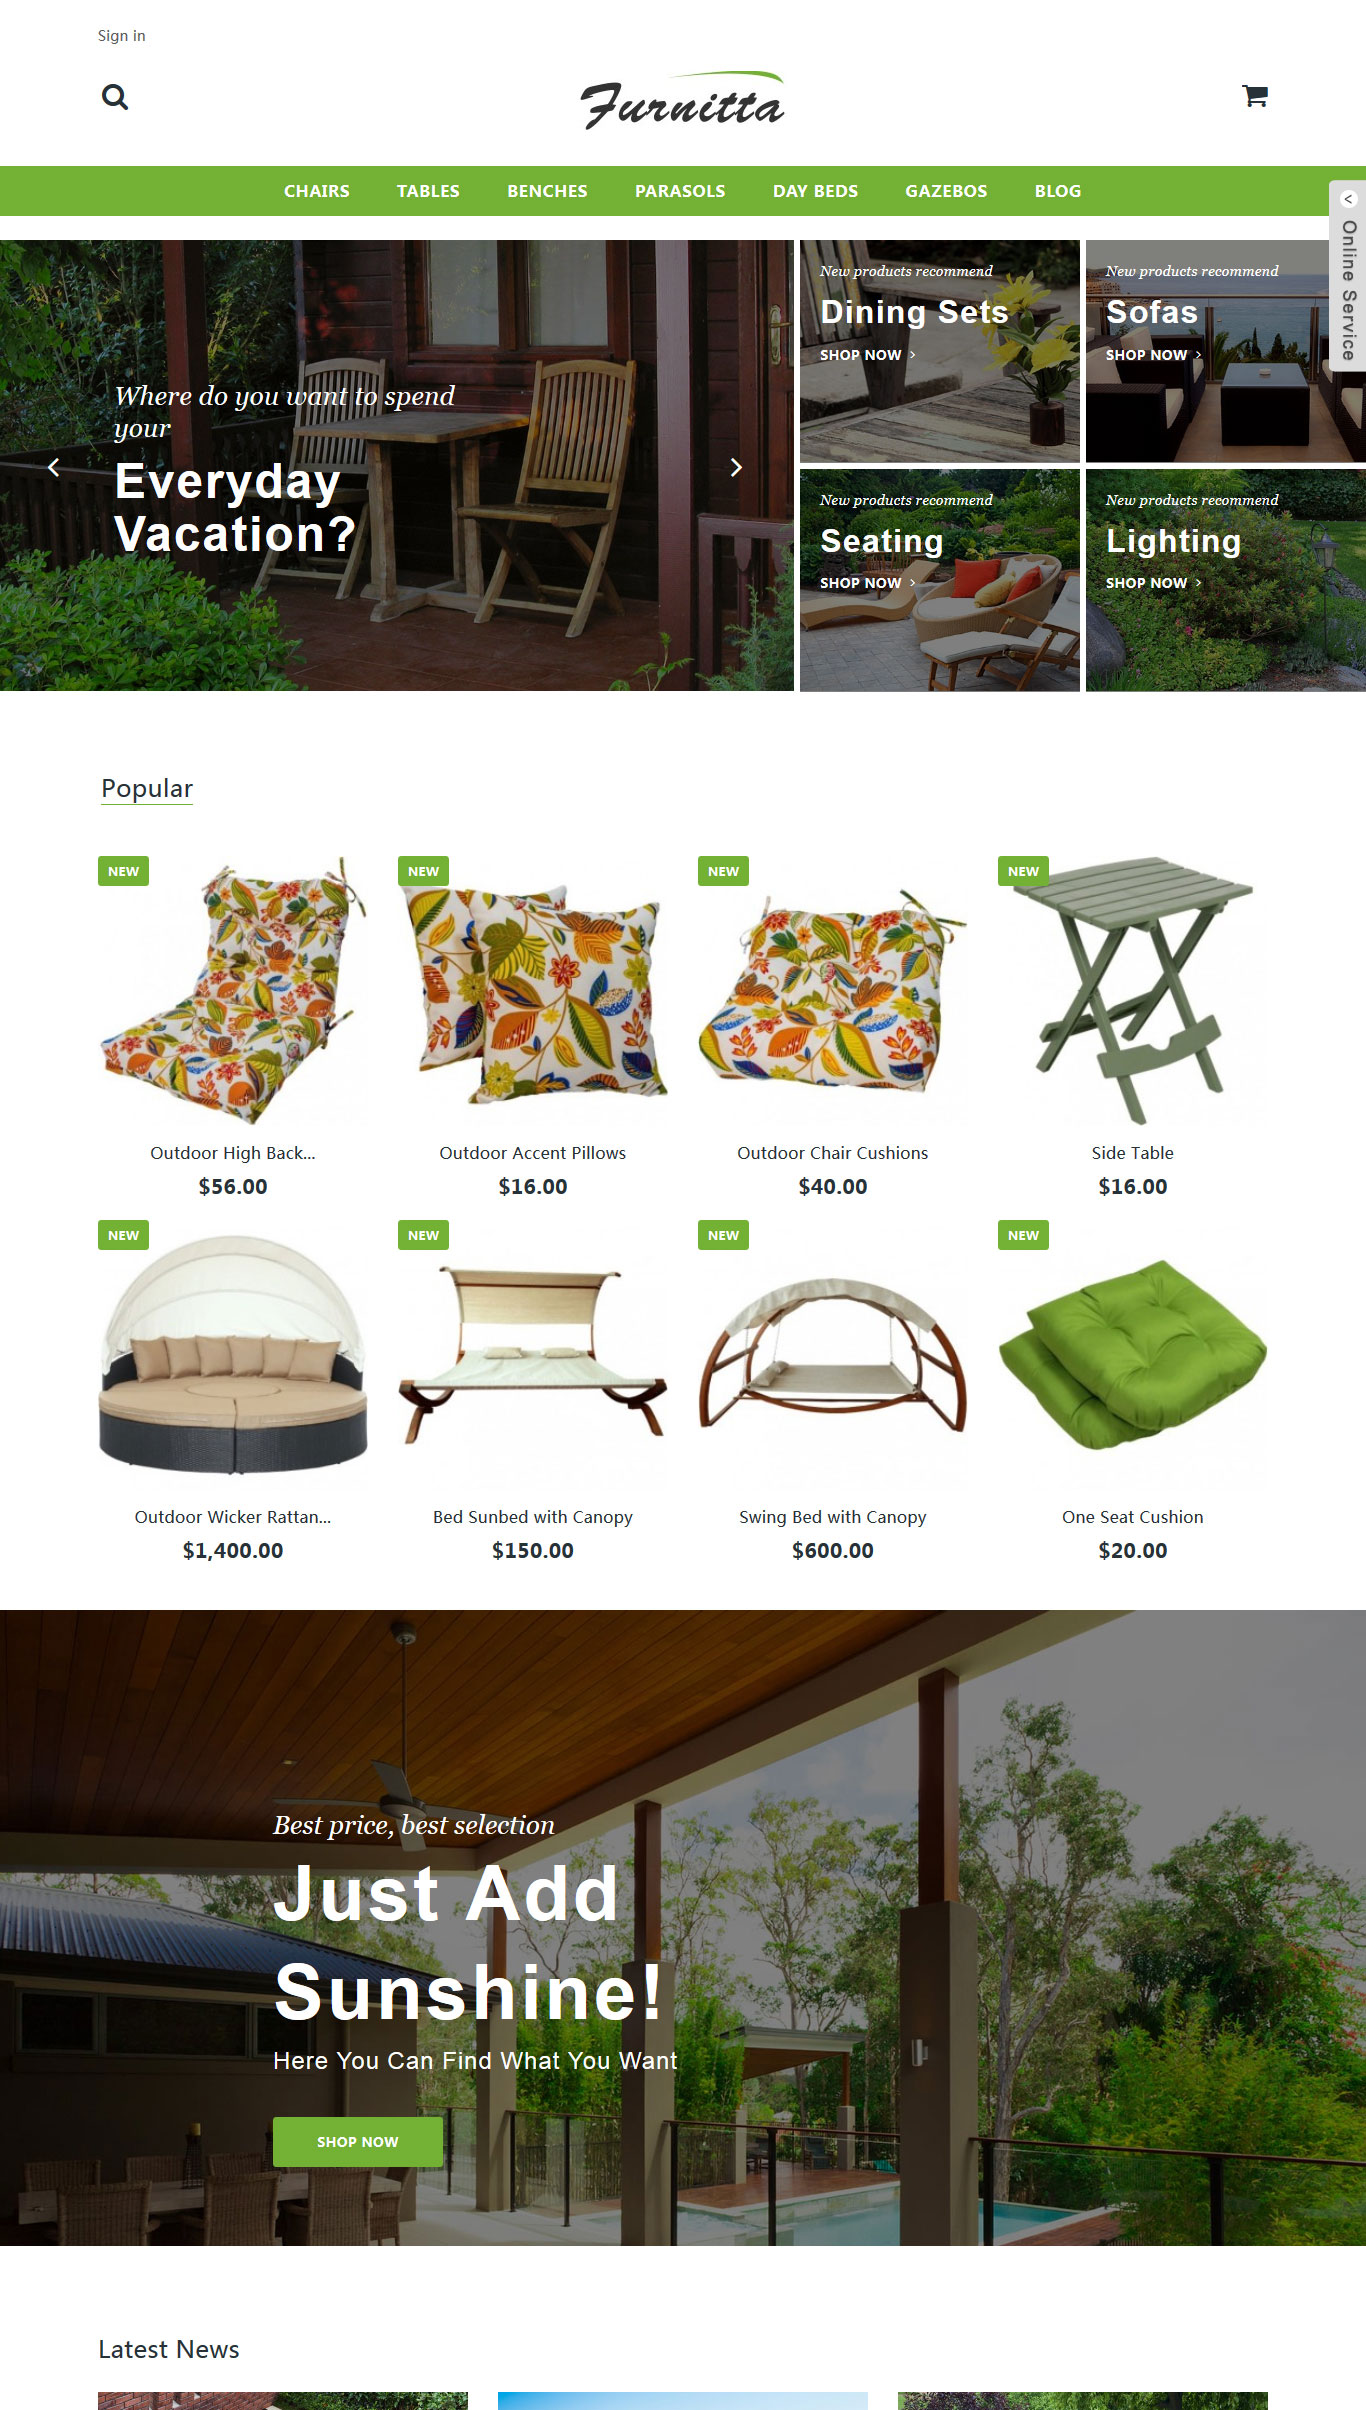 Sign in
Furnitta
CHAIRS TABLES BENCHES PARASOLS DAY BEDS GAZEBOS BLOG
Online Service
Where do you want to spend
your
Everyday
Vacation?
New products recommend
Dining Sets
SHOP NOW
New products recommend
Sofas
SHOP NOW
New products recommend
Seating
SHOP NOW
New products recommend
Lighting
SHOP NOW
Popular
NEW
NEW
NEW
NEW
Outdoor High Back...
$56.00
Outdoor Accent Pillows
$16.00
Outdoor Chair Cushions
$40.00
Side Table
$16.00
NEW
NEW
NEW
NEW
Outdoor Wicker Rattan...
$1,400.00
Bed Sunbed with Canopy
$150.00
Swing Bed with Canopy
$600.00
One Seat Cushion
$20.00
Best price, best selection
Just Add
Sunshine!
Here You Can Find What You Want
SHOP NOW
Latest News